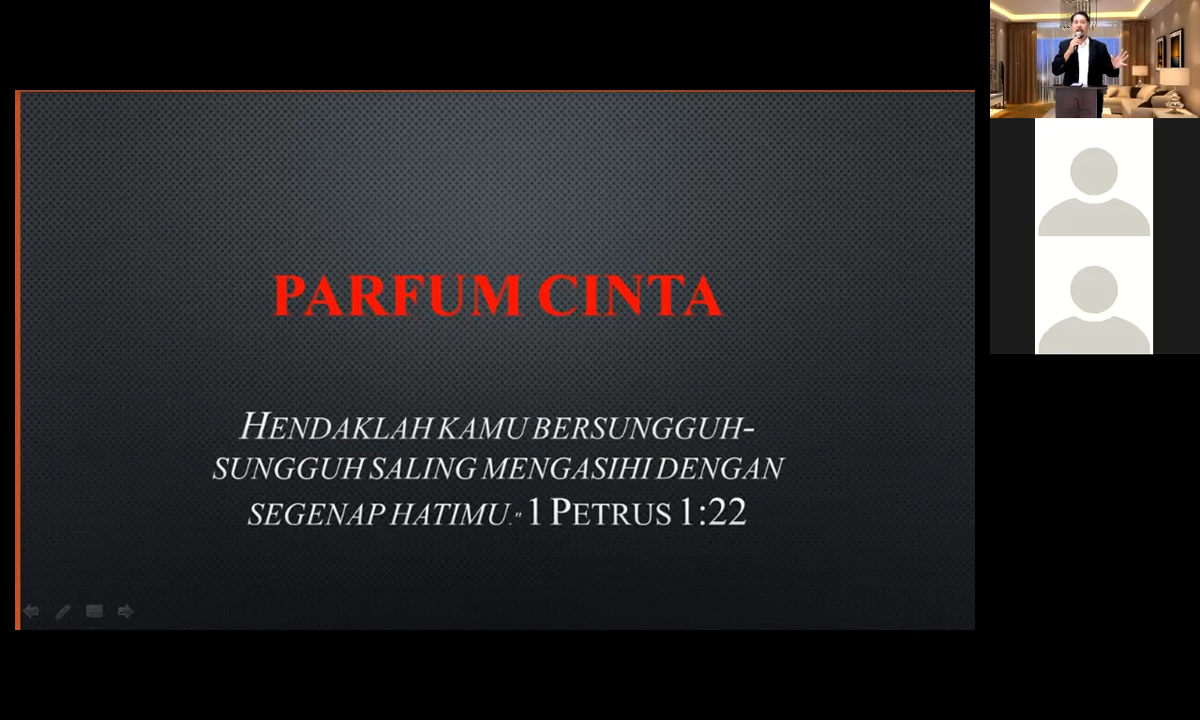 PARFUM CINTA
HENDAKLAH KAMU BERSUNGGUH-
SUNGGUH SALING MENGASIHI DENGAN
SEGENAP HATIMU." 1 PETRUS 1:22